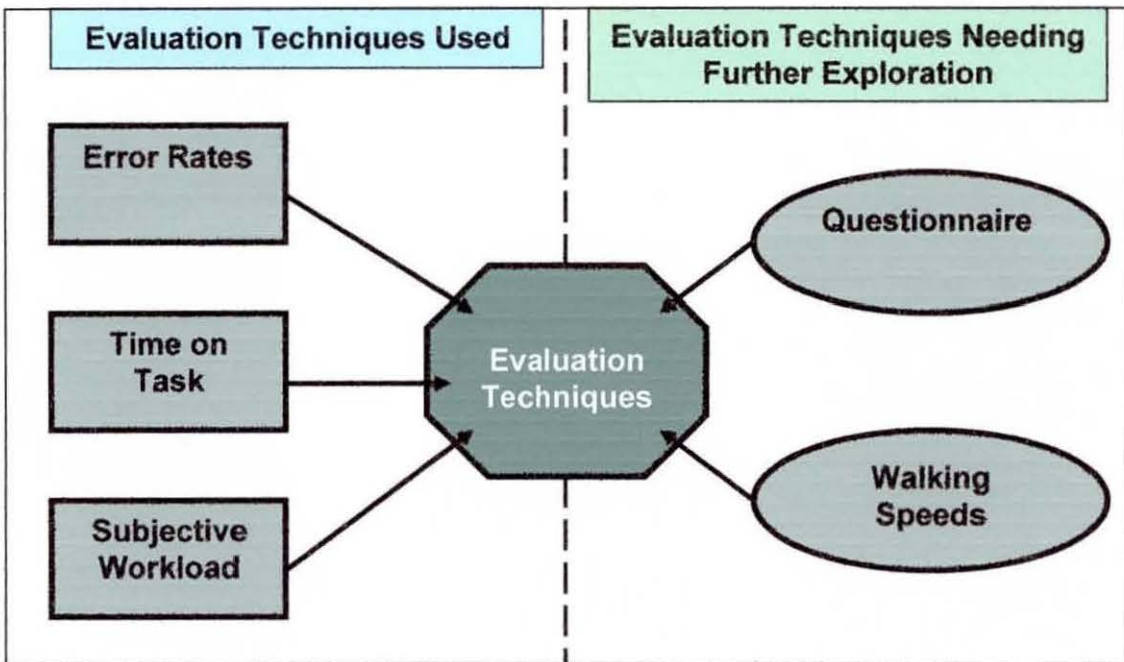 Evaluation Techniques Used
Evaluation Techniques Needing
Further Exploration
Error Rates
Questionnaire
Time on
Task
Evaluation
Techniques
Subjective
Workload
Walking
Speeds